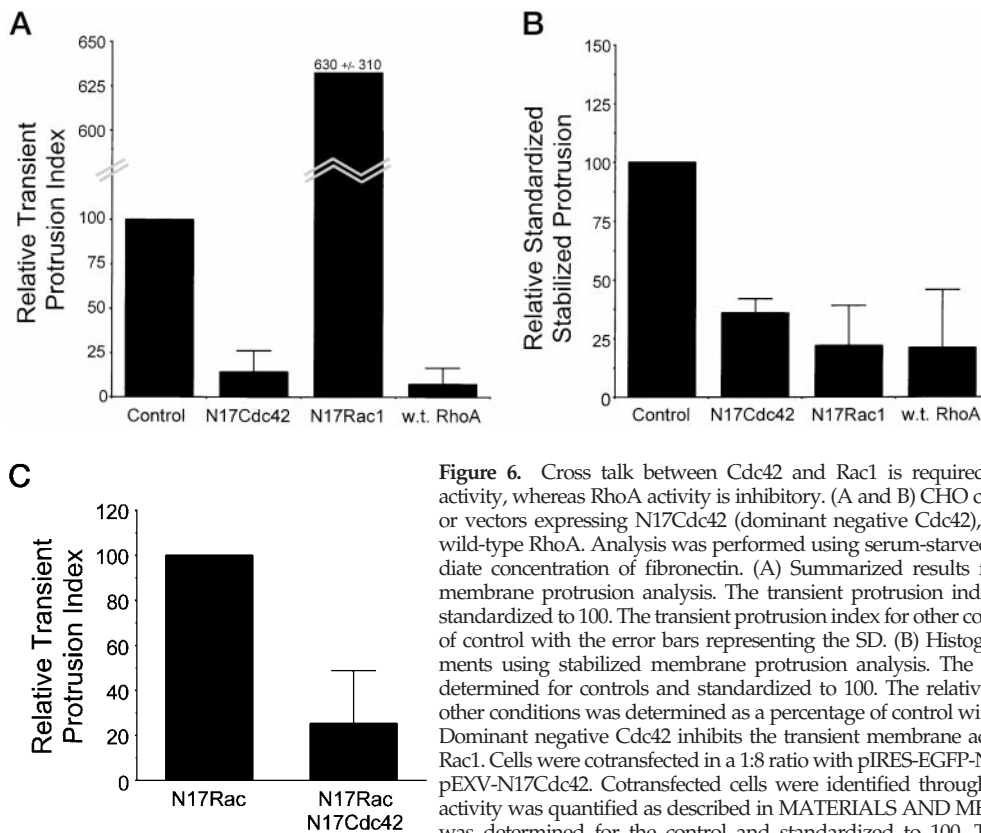 A
Relative Transient
Protrusion Index
650
625
600
100
75
50
25
0
630 +/- 310
Control
N17Cdc42
N17Rac1
w.t. RhoA
B
Relative Standardized
Stabilized Protrusion
150
125
100
75
50
25
0
Control
N17Cdc42
N17Rac1
w.t. RhoA
C
Relative Transient
Protrusion Index
120
100
80
60
40
20
0
N17Rac
N17Rac
N17Cdc42
Figure 6. Cross talk between Cdc42 and Rac1 is required
activity, whereas RhoA activity is inhibitory. (A and B) CHO c
or vectors expressing N17Cdc42 (dominant negative Cdc42),
wild-type RhoA. Analysis was performed using serum-starved
diate concentration of fibronectin. (A) Summarized results f
membrane protrusion analysis. The transient protrusion ind
standardized to 100. The transient protrusion index for other co
of control with the error bars representing the SD. (B) Histog
ments using stabilized membrane protrusion analysis. The
determined for controls and standardized to 100. The relative
other conditions was determined as a percentage of control wi
Dominant negative Cdc42 inhibits the transient membrane ac
Rac1. Cells were cotransfected in a 1:8 ratio with pIRES-EGFP-N
pEXV-N17Cdc42. Cotransfected cells were identified through
activity was quantified as described in MATERIALS AND ME
was determined for the control and standardized to 100. T